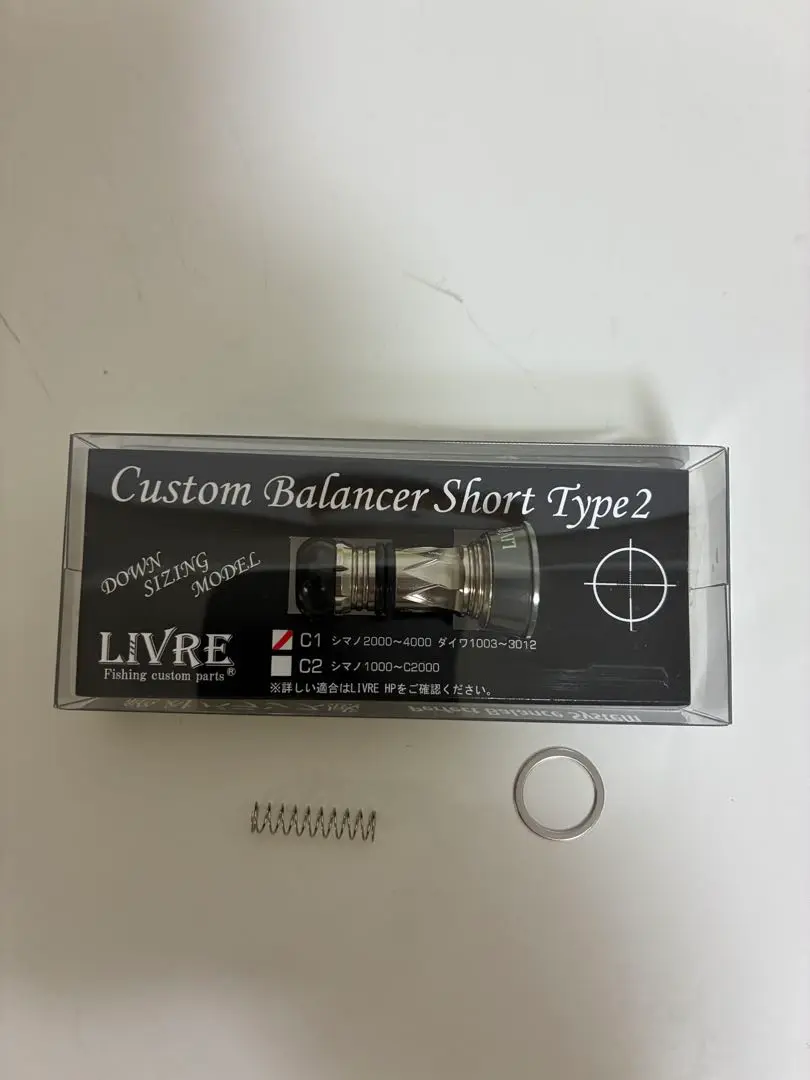 Custom Balancer Short Type2
DOWN
SIZING
MODEL
LIVRE
Fishing custom parts®
C1 シマノ2000〜4000 ダイワ1003〜3012
C2 シマノ1000〜C2000
※詳しい適合はLIVRE HPをご確認ください。
Perfect Balance System